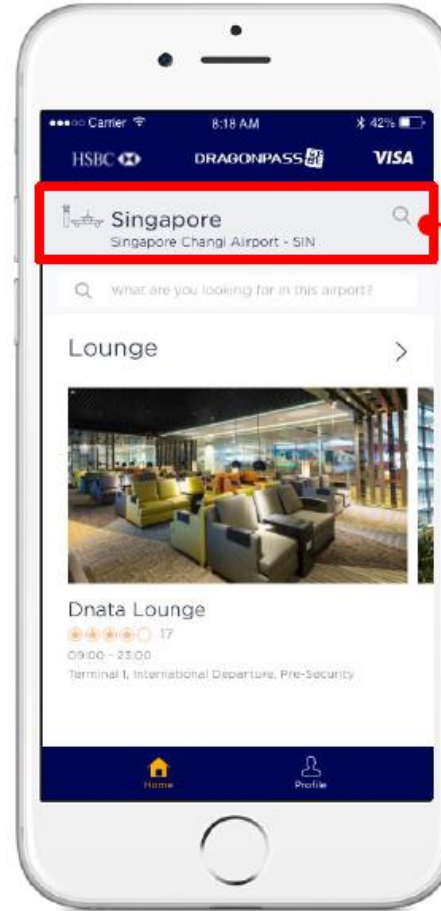 Carrier 8:18 AM 42%
HSBC DRAGONPASS VISA
Singapore
Singapore Changi Airport - SIN
What are you looking for in this airport?
Lounge
Dnata Lounge
17
09:00 - 23:00
Terminal 1, International Departure, Pre-Security
Home Profile